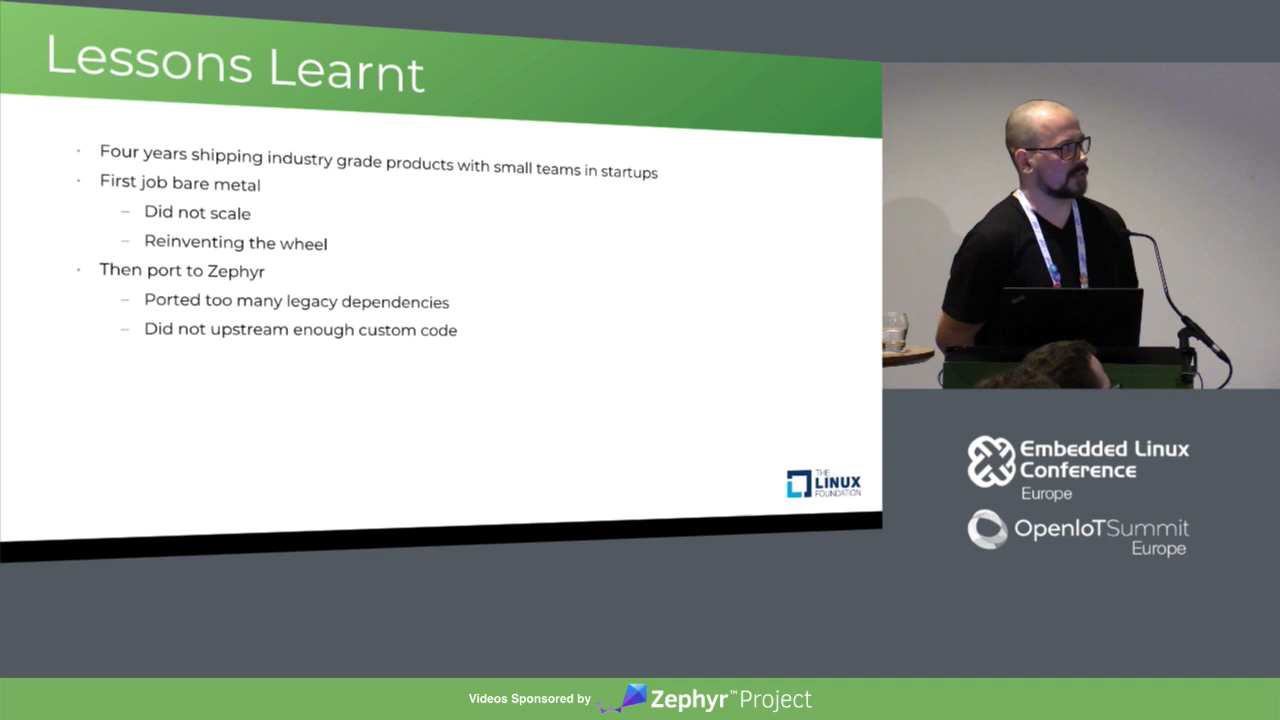 Lessons Learnt
Four years shipping industry grade products with small teams in startups
First job bare metal
Did not scale
Reinventing the wheel
Then port to Zephyr
Ported too many legacy dependencies
Did not upstream enough custom code
THE
LINUX
FOUNDATION
Embedded Linux
Conference
Europe
OpenIoTSummit
Europe
Videos Sponsored by Zephyr™Project